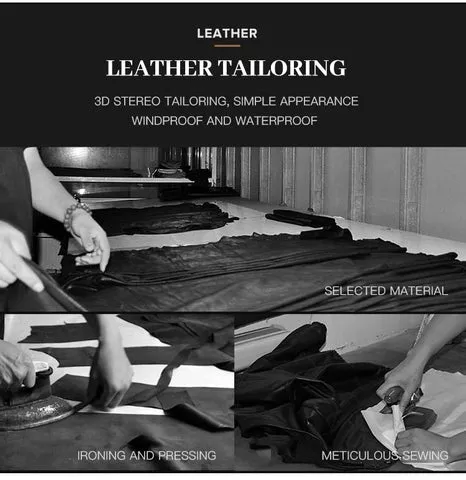 LEATHER
LEATHER TAILORING
3D STEREO TAILORING, SIMPLE APPEARANCE
WINDPROOF AND WATERPROOF
SELECTED MATERIAL
IRONING AND PRESSING
METICULOUS SEWING